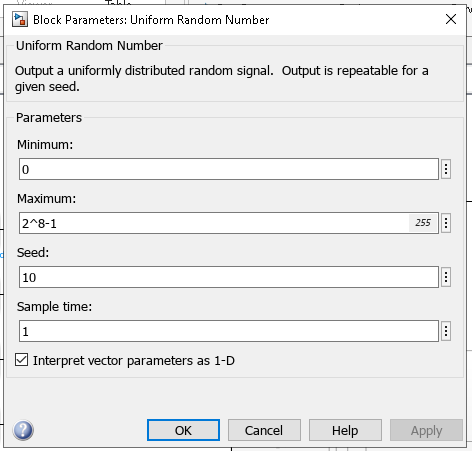 Block Parameters: Uniform Random Number
Uniform Random Number
Output a uniformly distributed random signal.  Output is repeatable for a
given seed.
Parameters
Minimum:
0
Maximum:
2^8-1
255
Seed:
10
Sample time:
1
Interpret vector parameters as 1-D
OK
Cancel
Help
Apply